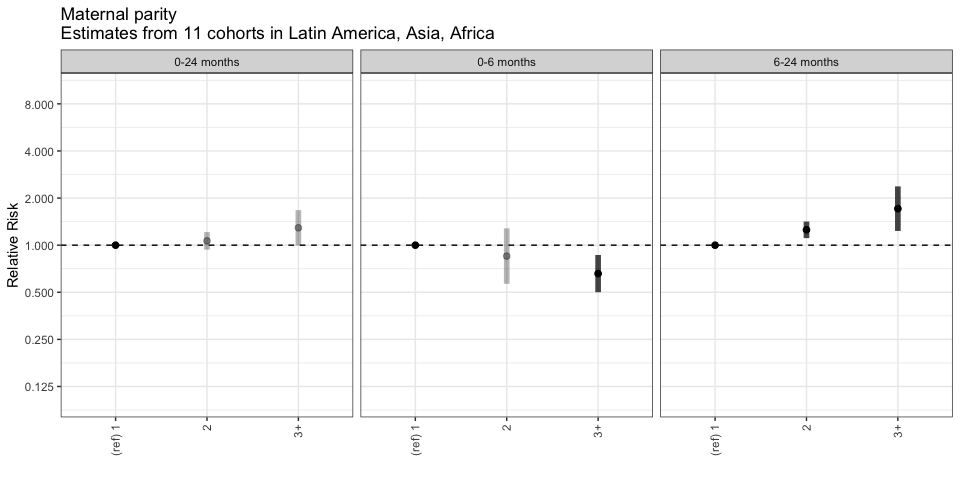 Maternal parity
Estimates from 11 cohorts in Latin America, Asia, Africa
0-24 months
0-6 months
6-24 months
Relative Risk
8.000
4.000
2.000
1.000
0.500
0.250
0.125
(ref) 1
2
3+
(ref) 1
2
3+
(ref) 1
2
3+